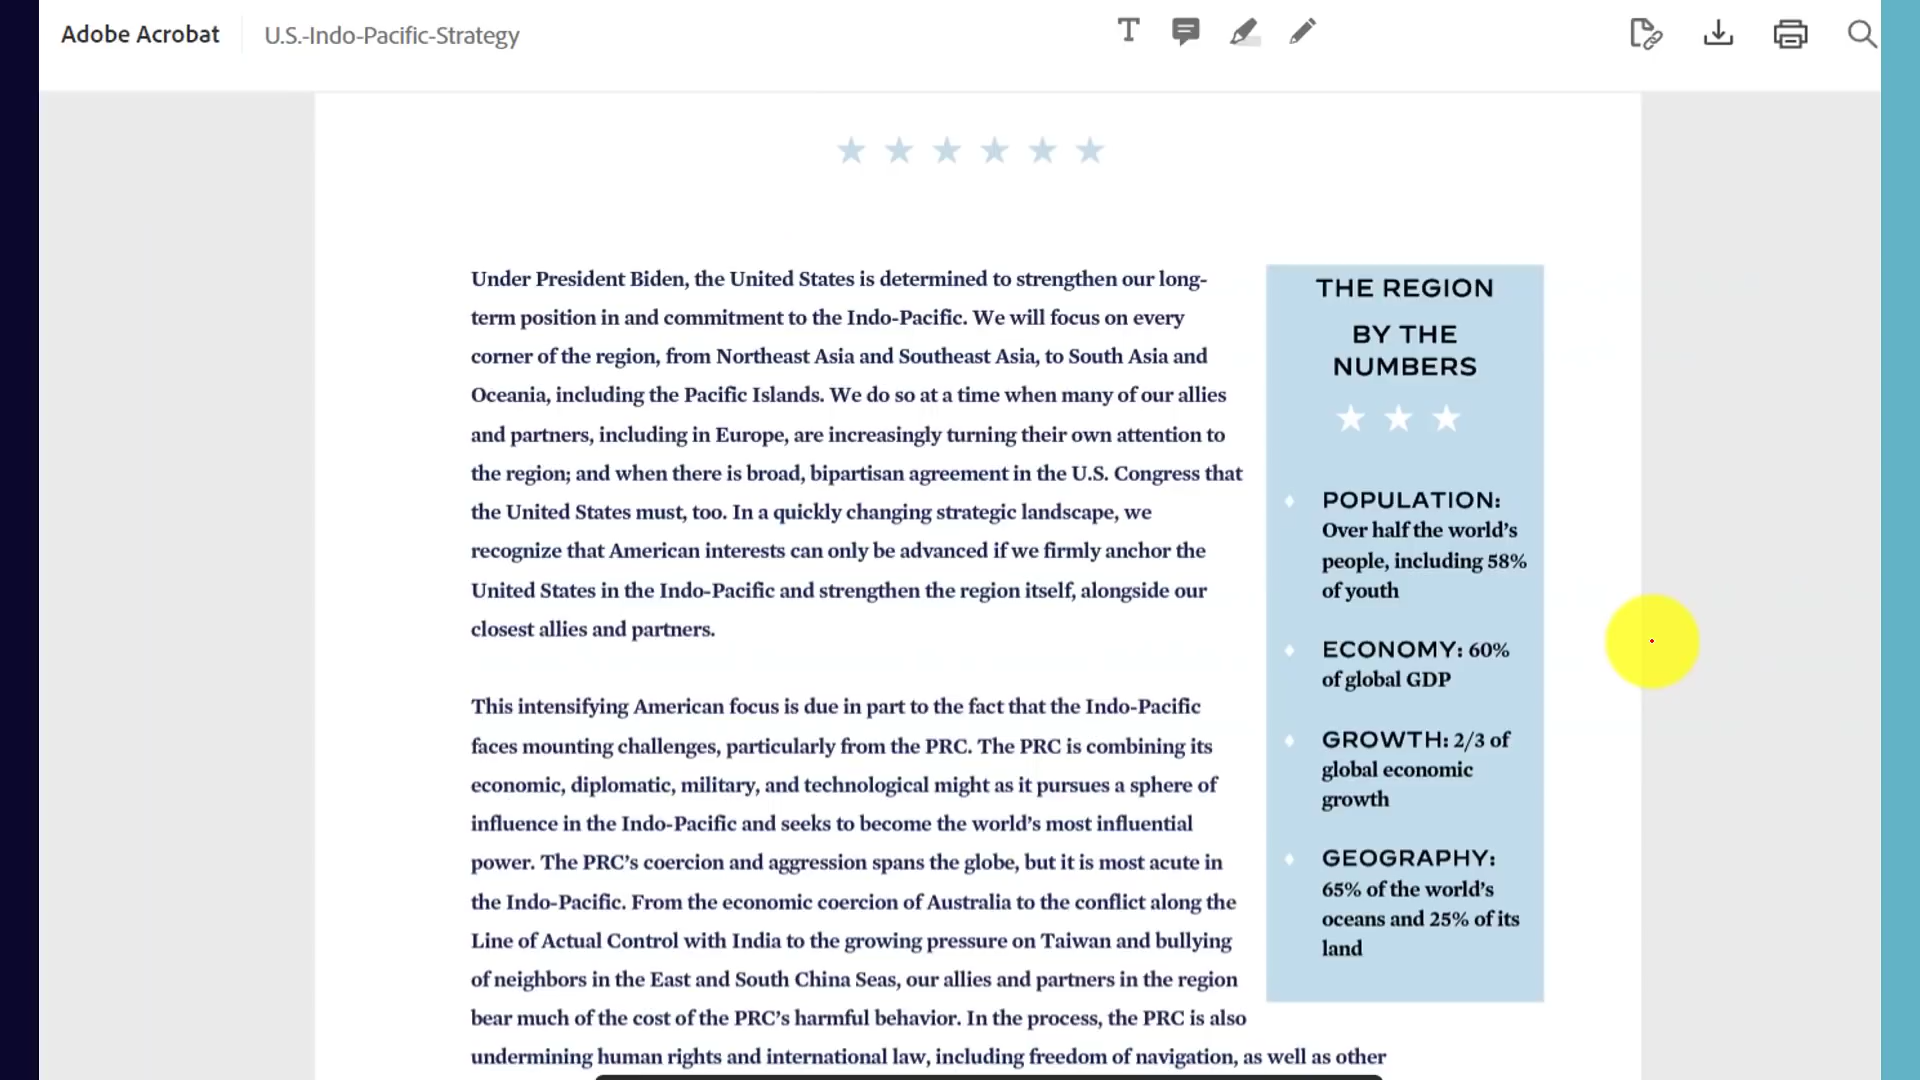 Adobe Acrobat
U.S.-Indo-Pacific-Strategy
Under President Biden, the United States is determined to strengthen our long-
term position in and commitment to the Indo-Pacific. We will focus on every
corner of the region, from Northeast Asia and Southeast Asia, to South Asia and
Oceania, including the Pacific Islands. We do so at a time when many of our allies
and partners, including in Europe, are increasingly turning their own attention to
the region; and when there is broad, bipartisan agreement in the U.S. Congress that
the United States must, too. In a quickly changing strategic landscape, we
recognize that American interests can only be advanced if we firmly anchor the
United States in the Indo-Pacific and strengthen the region itself, alongside our
closest allies and partners.
This intensifying American focus is due in part to the fact that the Indo-Pacific
faces mounting challenges, particularly from the PRC. The PRC is combining its
economic, diplomatic, military, and technological might as it pursues a sphere of
influence in the Indo-Pacific and seeks to become the world's most influential
power. The PRC's coercion and aggression spans the globe, but it is most acute in
the Indo-Pacific. From the economic coercion of Australia to the conflict along the
Line of Actual Control with India to the growing pressure on Taiwan and bullying
of neighbors in the East and South China Seas, our allies and partners in the region
bear much of the cost of the PRC's harmful behavior. In the process, the PRC is also
undermining human rights and international law, including freedom of navigation, as well as other
THE REGION
BY THE
NUMBERS
POPULATION:
Over half the world's
people, including 58%
of youth
ECONOMY: 60%
of global GDP
GROWTH: 2/3 of
global economic
growth
GEOGRAPHY:
65% of the world's
oceans and 25% of its
land